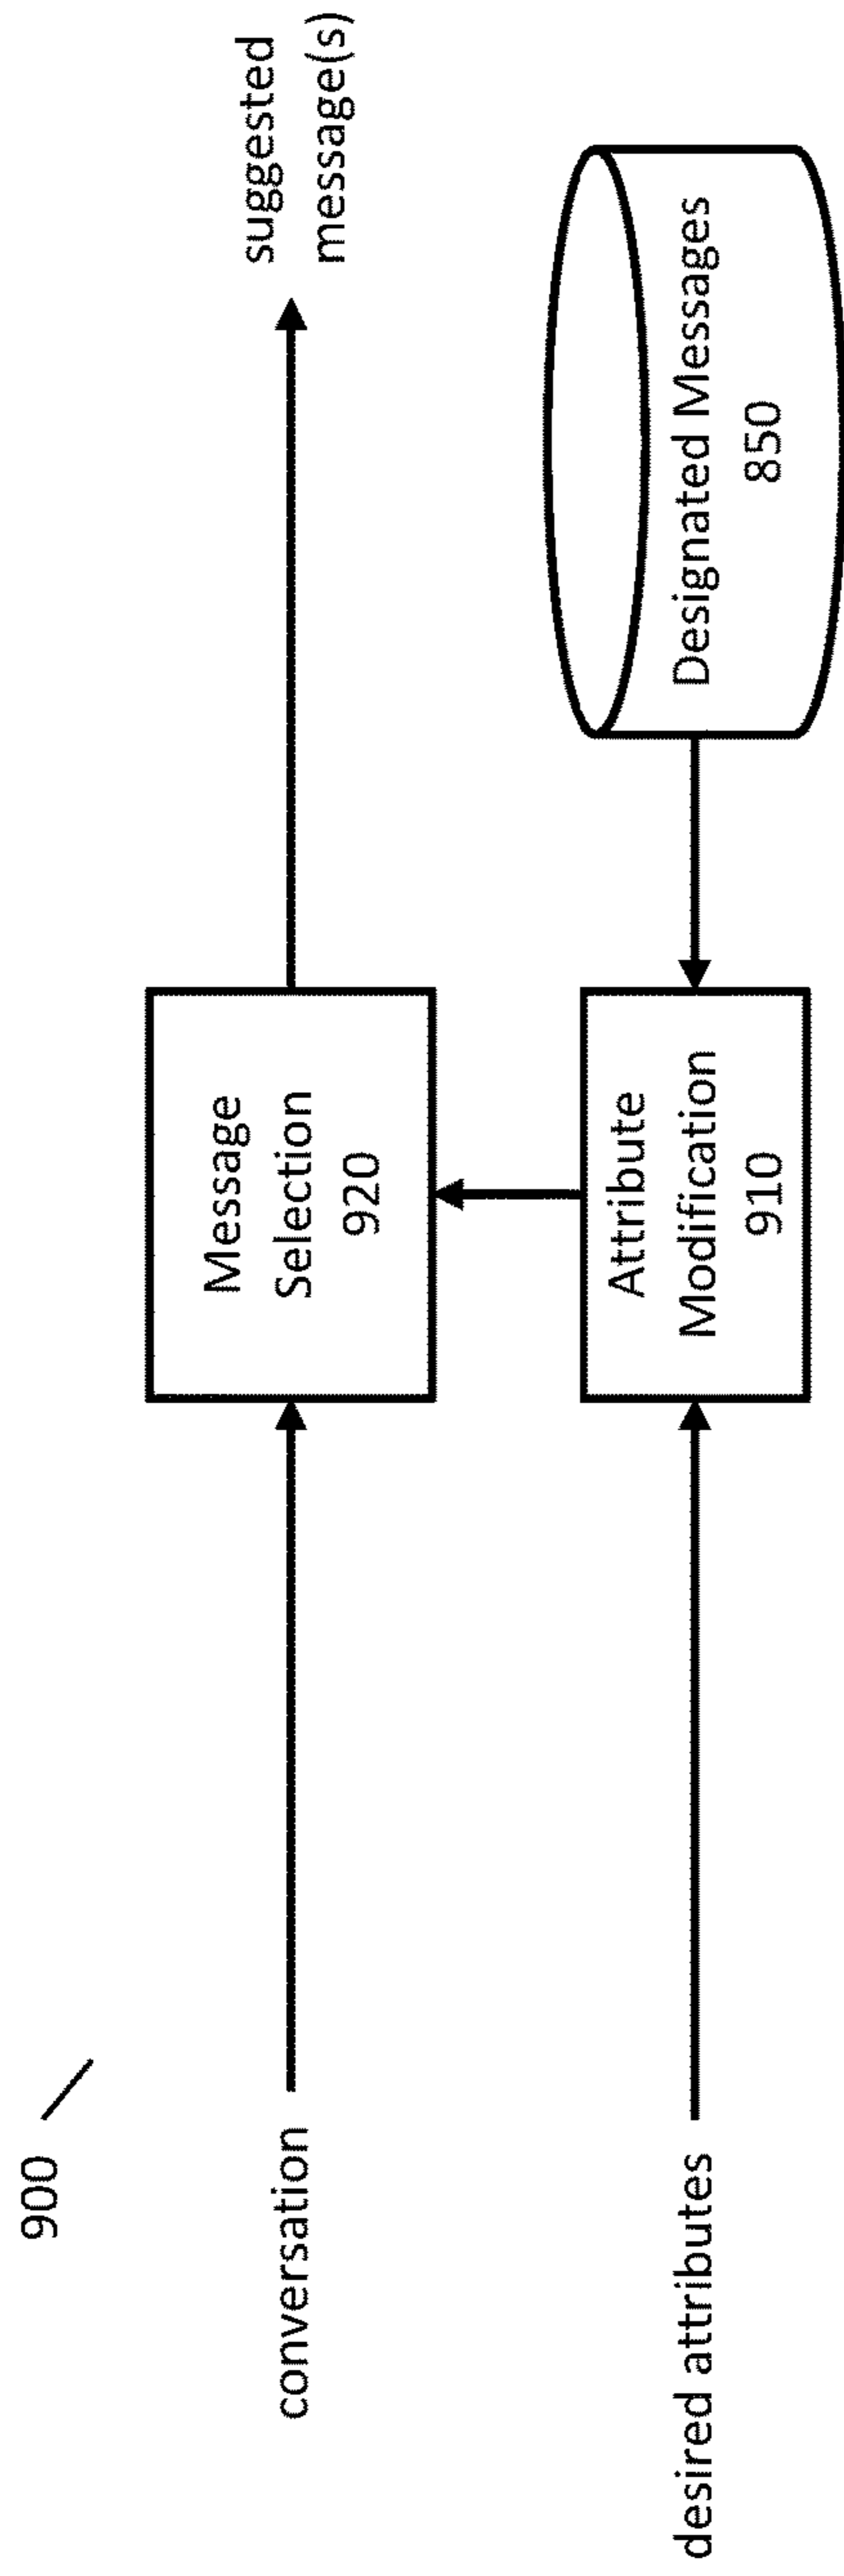 900
conversation
Message
Selection
920
suggested
message(s)
desired attributes
Attribute
Modification
910
Designated Messages
850